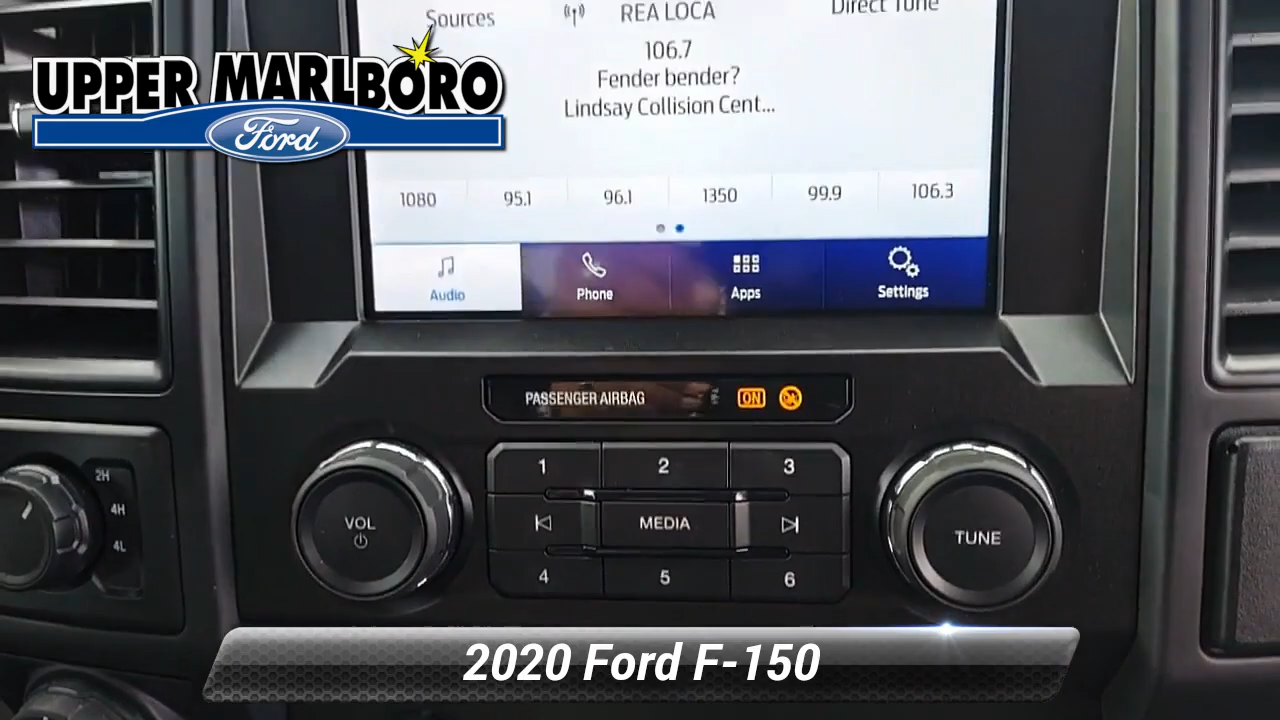 Sources
REA LOCA
Direct Tune
106.7
Fender bender?
Lindsay Collision Cent...
UPPER MARLBORO
Ford
1080 95.1 96.1 1350 99.9 106.3
Audio Phone Apps Settings
PASSENGER AIRBAG ON
1 2 3
2H
4H
4L
VOL
MEDIA
TUNE
4 5 6
2020 Ford F-150